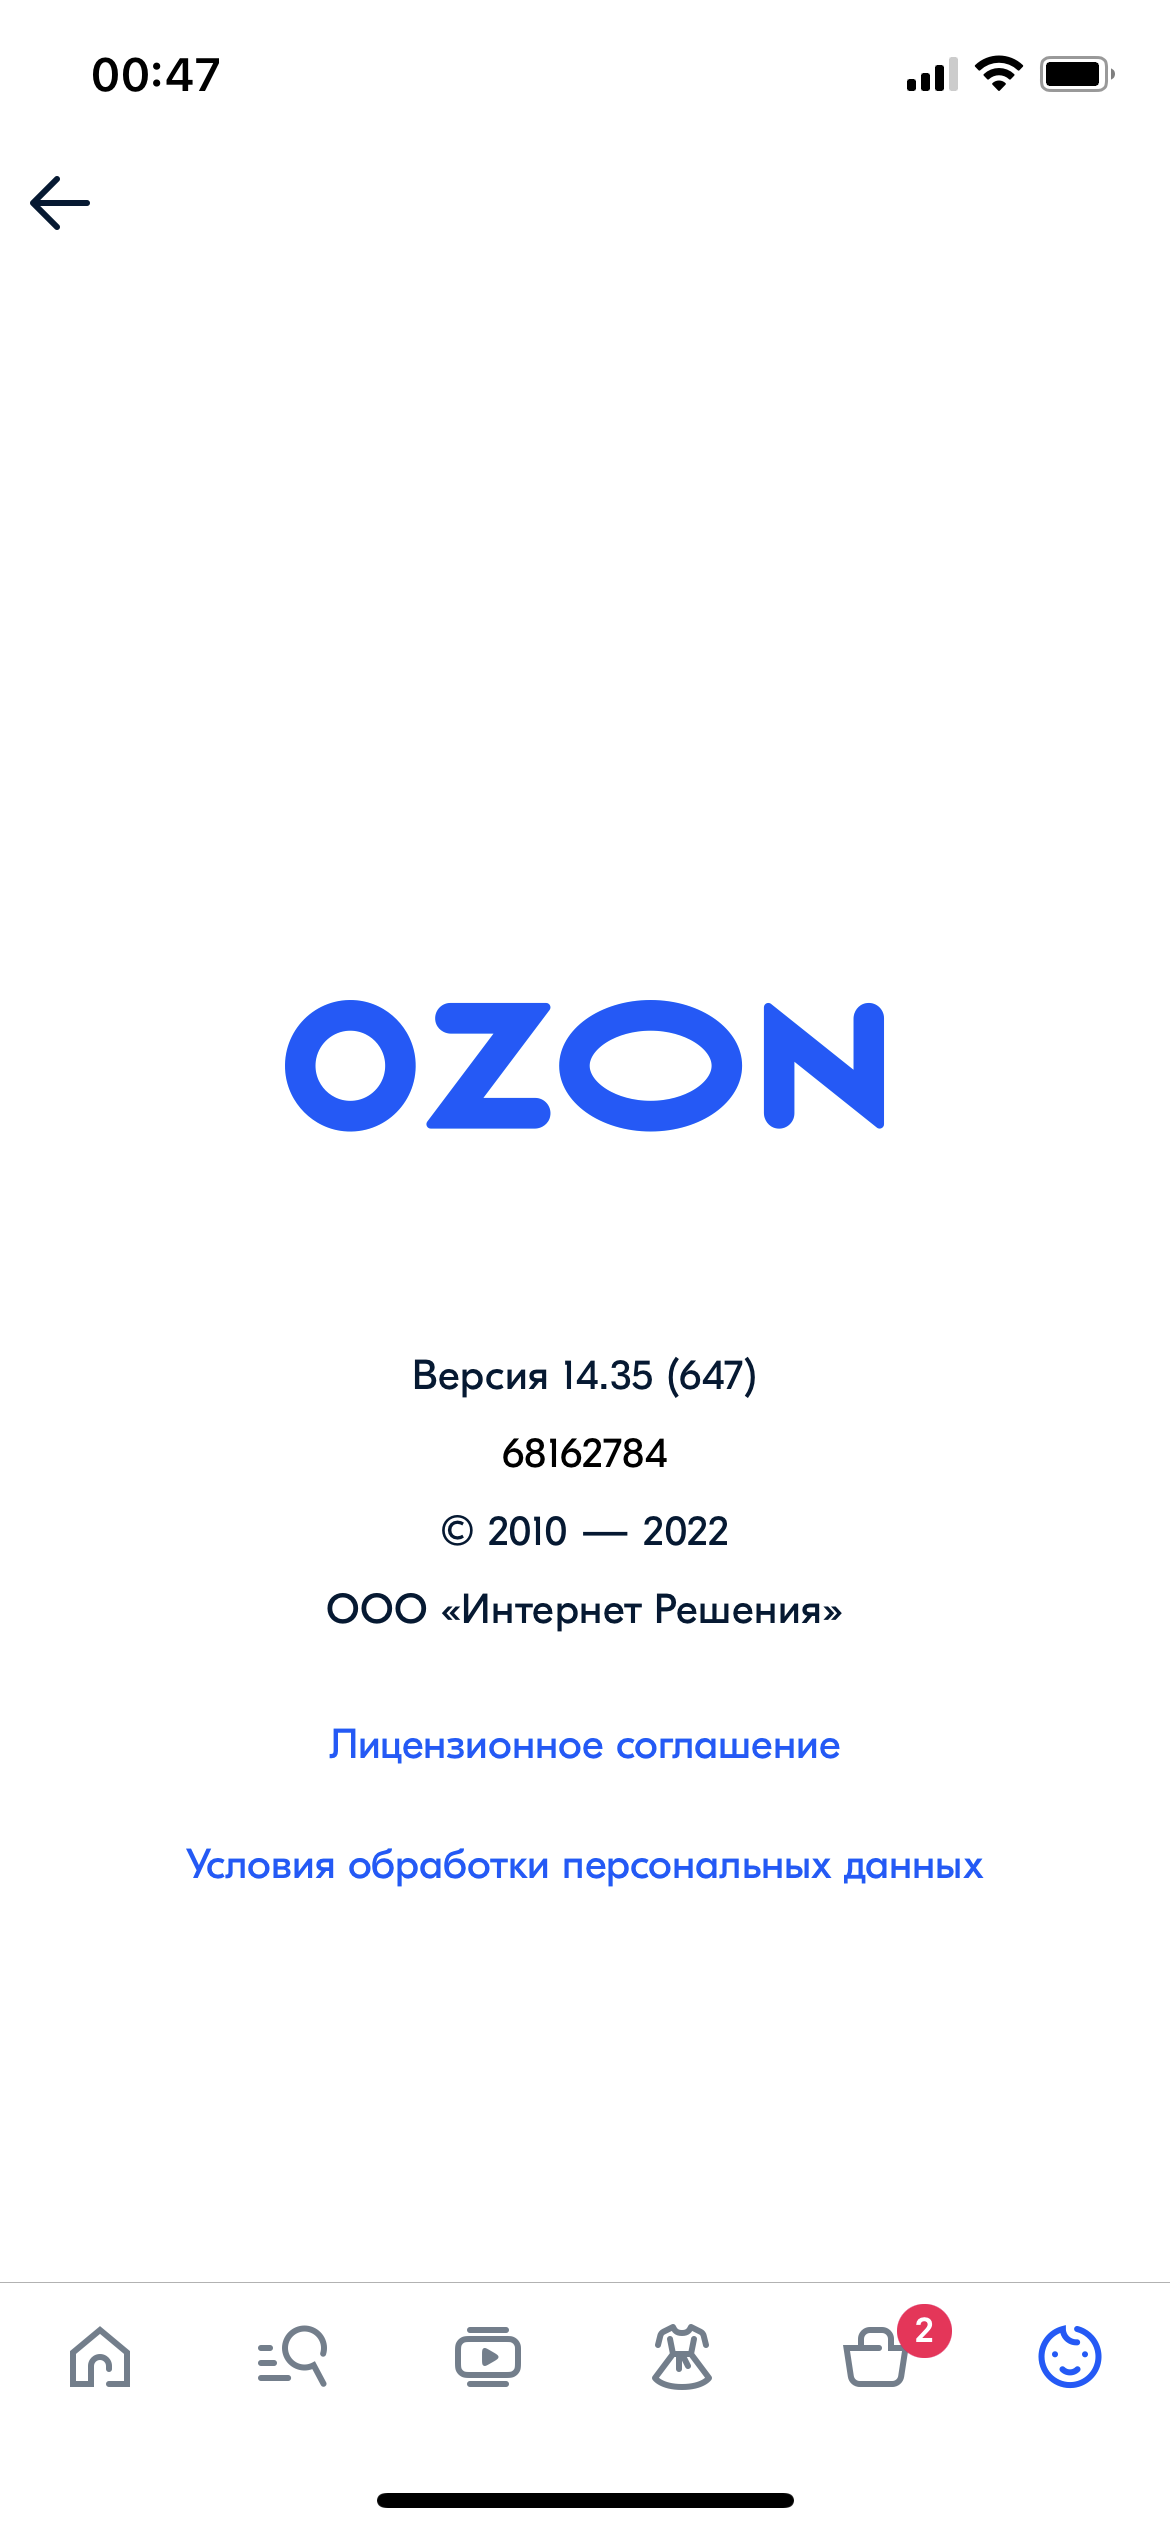 00:47
OZON
Версия 14.35 (647)
68162784
© 2010 — 2022
ООО «Интернет Решения»
Лицензионное соглашение
Условия обработки персональных данных
2